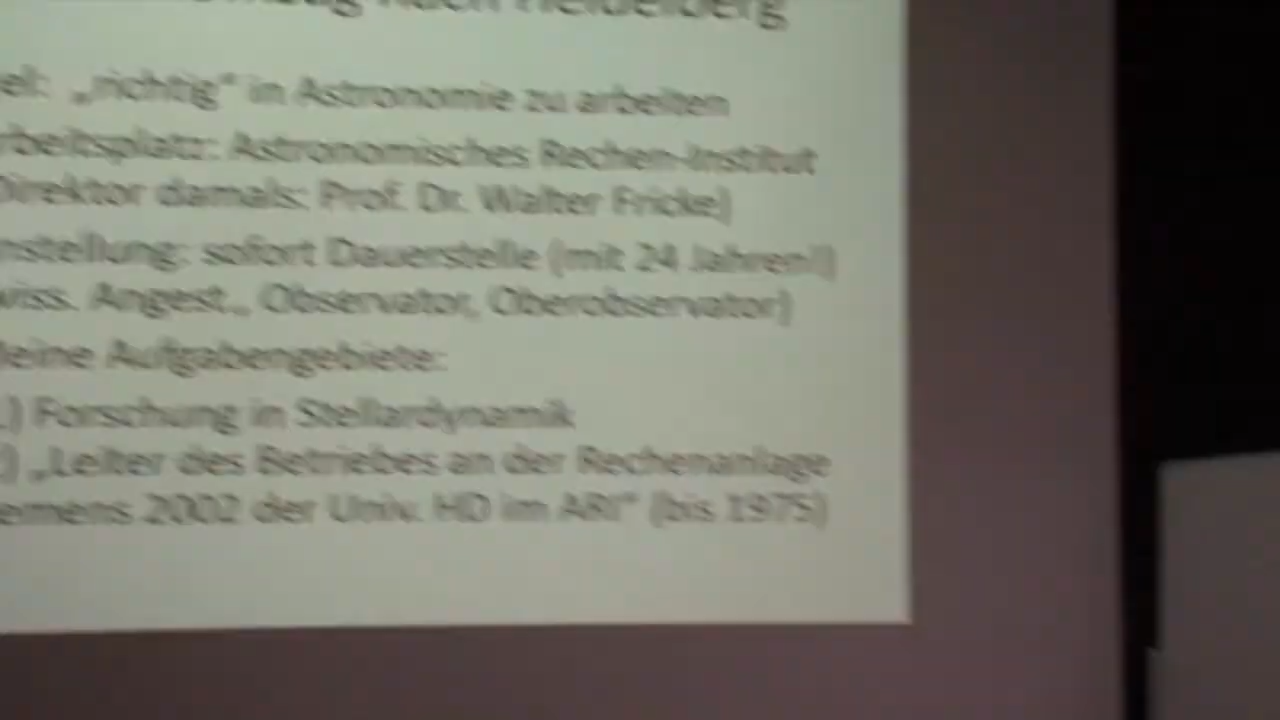 nach Heidelberg
el: „richtig“ in Astronomie zu arbeiten
rbeitsplatz: Astronomisches Rechen-Institut
Direktor damals: Prof. Dr. Walter Fricke)
nstellung: sofort Dauerstelle (mit 24 Jahren!)
wiss. Angest., Observator, Oberobservator)
eine Aufgabengebiete:
.) Forschung in Stellardynamik
) „Leiter des Betriebes an der Rechenanlage
emens 2002 der Univ. HD im ARI“ (bis 1975)